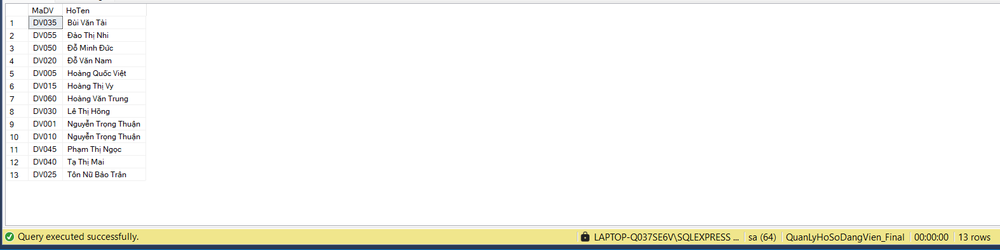 MaDV HoTen
1 DV035 Bùi Văn Tài
2 DV055 Đào Thị Nhi
3 DV050 Đỗ Minh Đức
4 DV020 Đỗ Văn Nam
5 DV005 Hoàng Quốc Việt
6 DV015 Hoàng Thị Vy
7 DV060 Hoàng Văn Trung
8 DV030 Lê Thị Hồng
9 DV001 Nguyễn Trọng Thuận
10 DV010 Nguyễn Trọng Thuận
11 DV045 Phạm Thị Ngọc
12 DV040 Tạ Thị Mai
13 DV025 Tôn Nữ Bảo Trân
Query executed successfully. LAPTOP-Q037SE6V\SQLEXPRESS ... sa (64) QuanLyHoSoDangVien_Final 00:00:00 13 rows